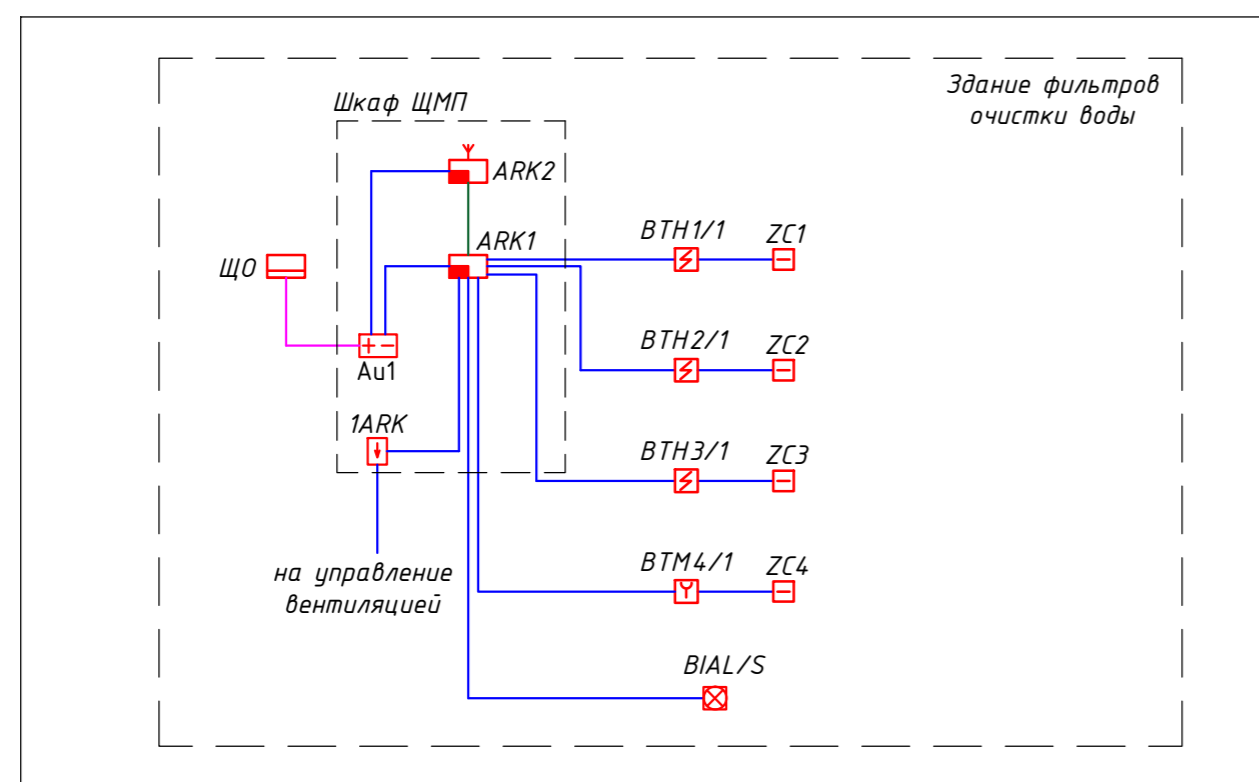 Здание фильтров
очистки воды
Шкаф ЩМП
ARK2
ARK1
BTH1/1
ZC1
ЩО
BTH2/1
ZC2
Au1
1ARK
BTH3/1
ZC3
на управление
вентиляцией
BTM4/1
ZC4
BIAL/S